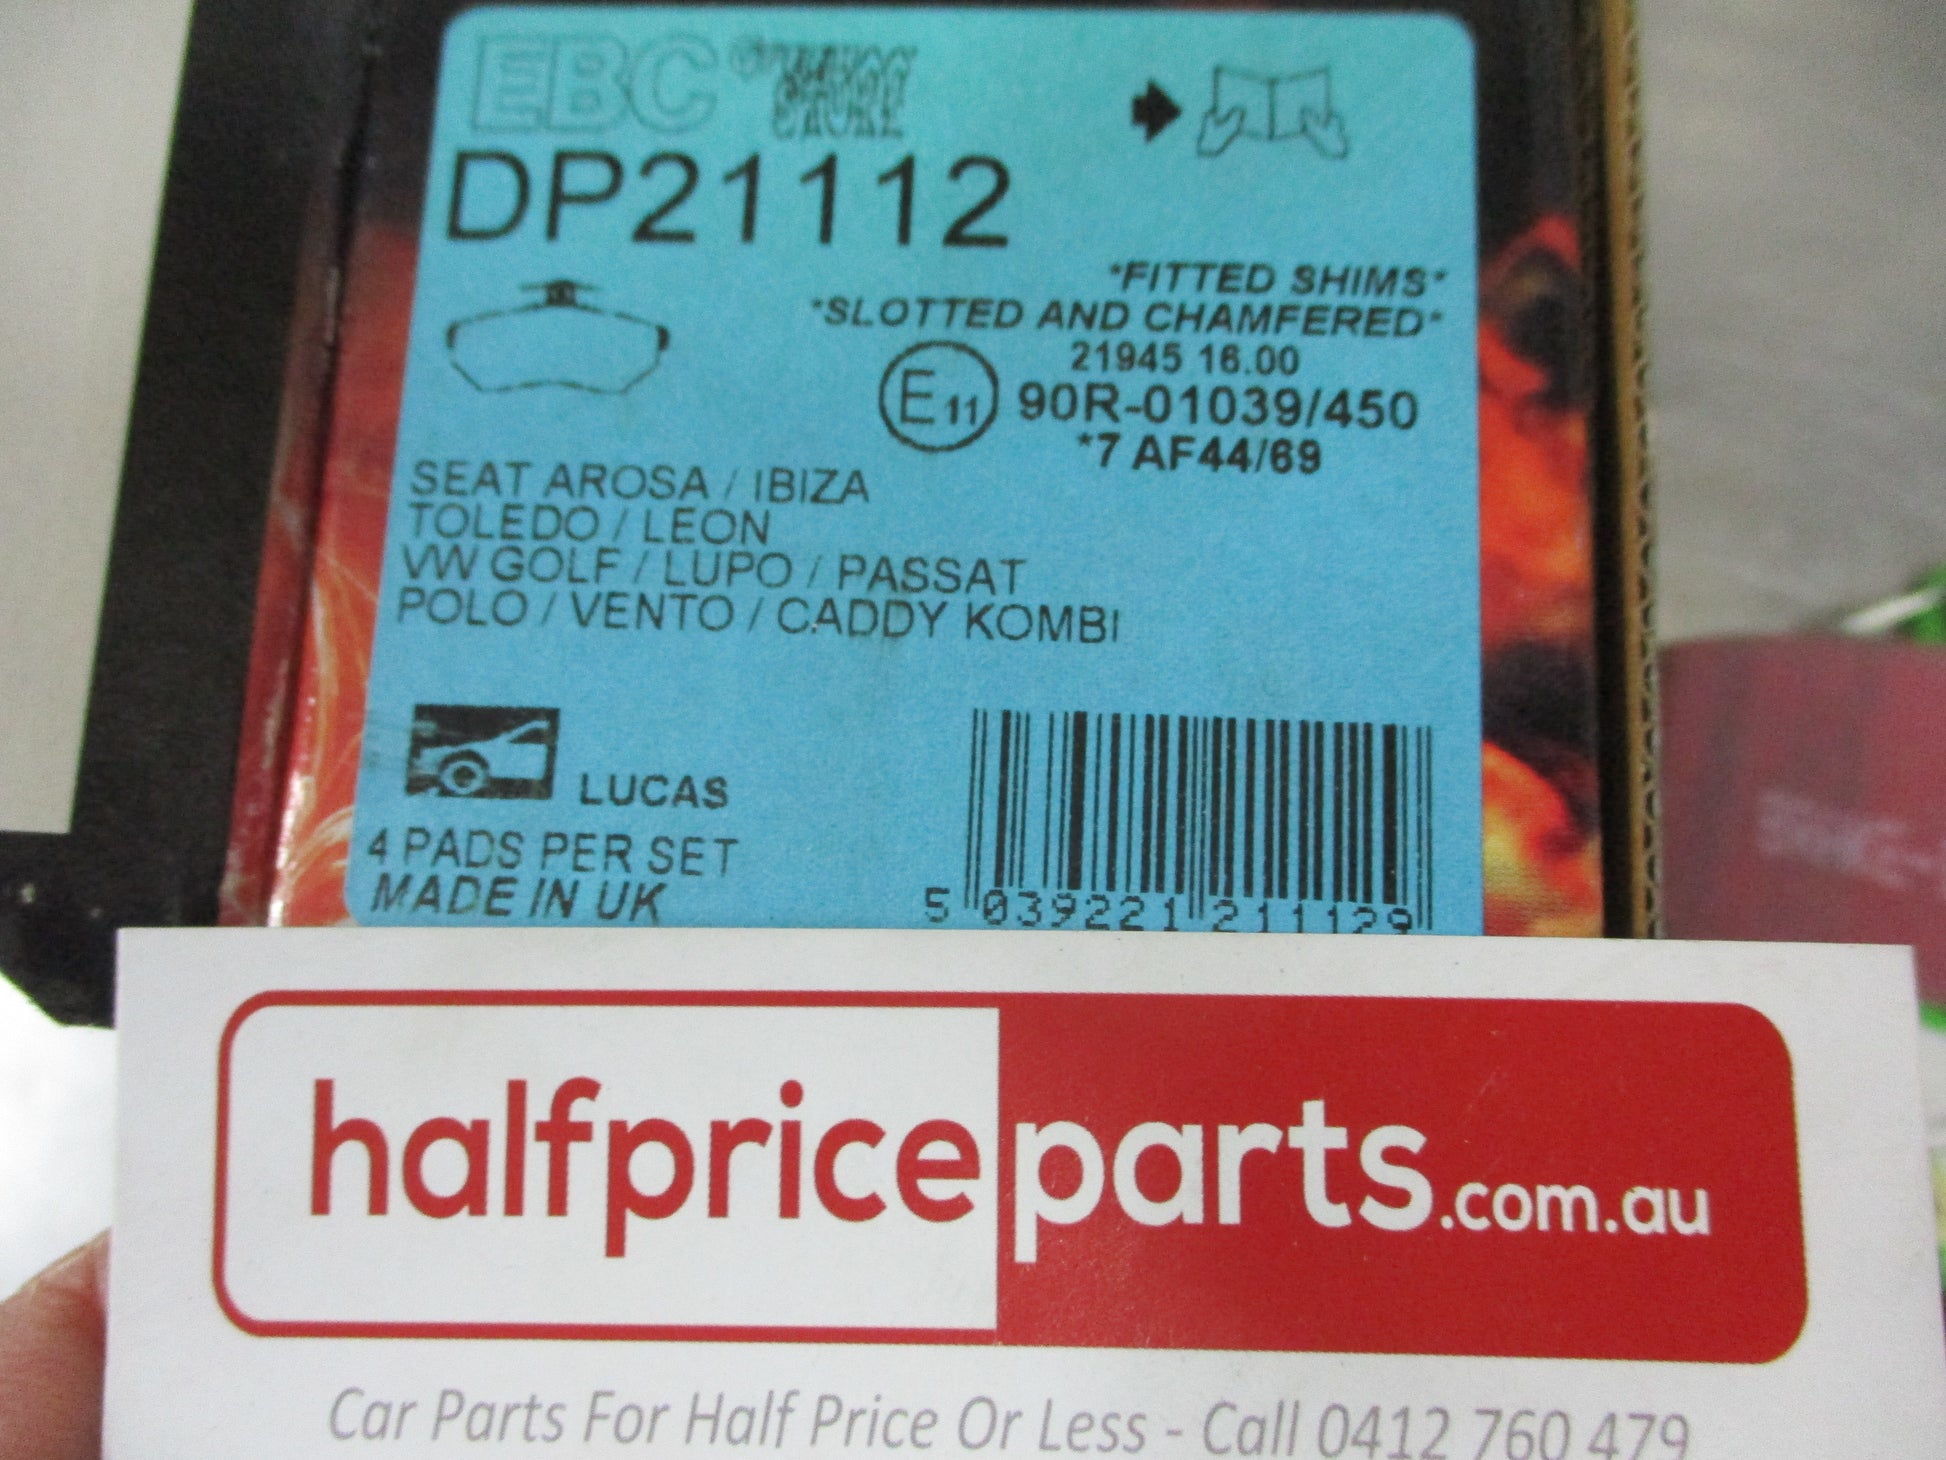 EBC
DP21112
*FITTED SHIMS*
*SLOTTED AND CHAMFERED*
21945 16.00
E11 90R-01039/450
*7 AF44/69
SEAT AROSA / IBIZA
TOLEDO / LEON
VW GOLF / LUPO / PASSAT
POLO / VENTO / CADDY KOMBI
LUCAS
4 PADS PER SET
MADE IN UK
5 039221 211129
halfpriceparts.com.au
Car Parts For Half Price Or Less - Call 0412 760 479